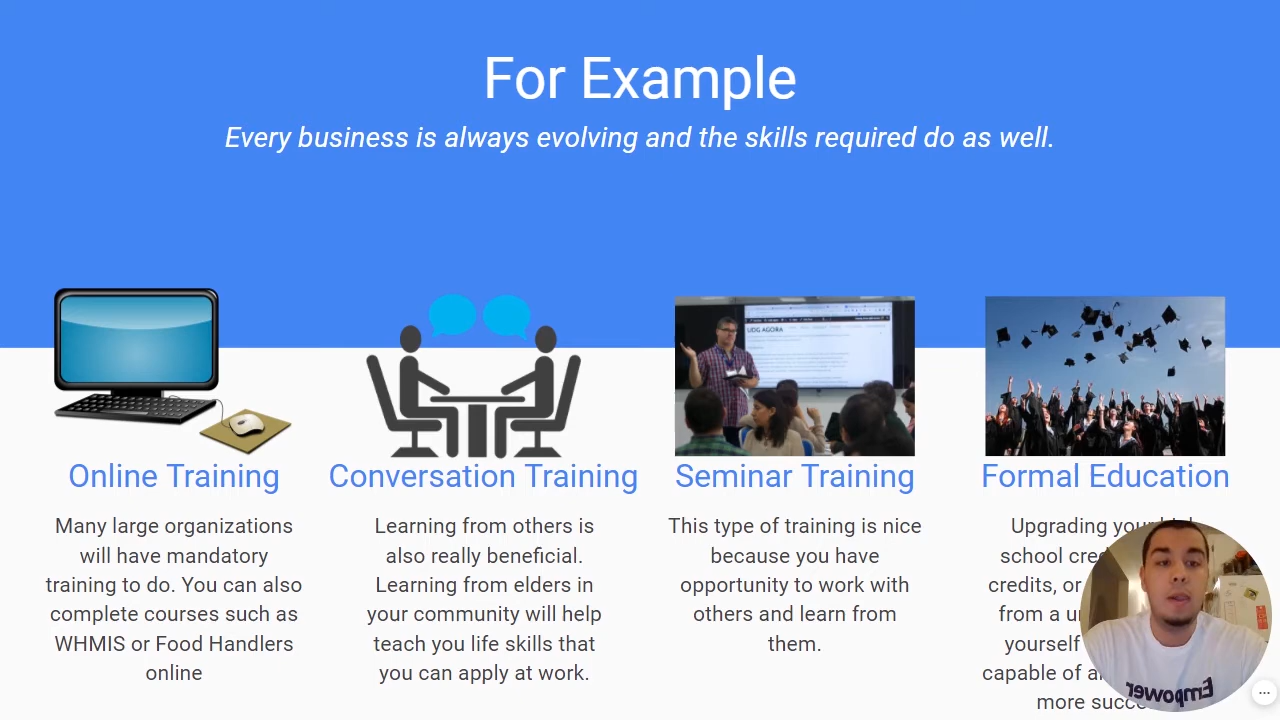 For Example
Every business is always evolving and the skills required do as well.
UDG AGORA
Online Training
Many large organizations
will have mandatory
training to do. You can also
complete courses such as
WHMIS or Food Handlers
online
Conversation Training
Learning from others is
also really beneficial.
Learning from elders in
your community will help
teach you life skills that
you can apply at work.
Seminar Training
This type of training is nice
because you have
opportunity to work with
others and learn from
them.
Formal Education
Upgrading your
school
credits, or
from a
yourself
capable of
more
Empower